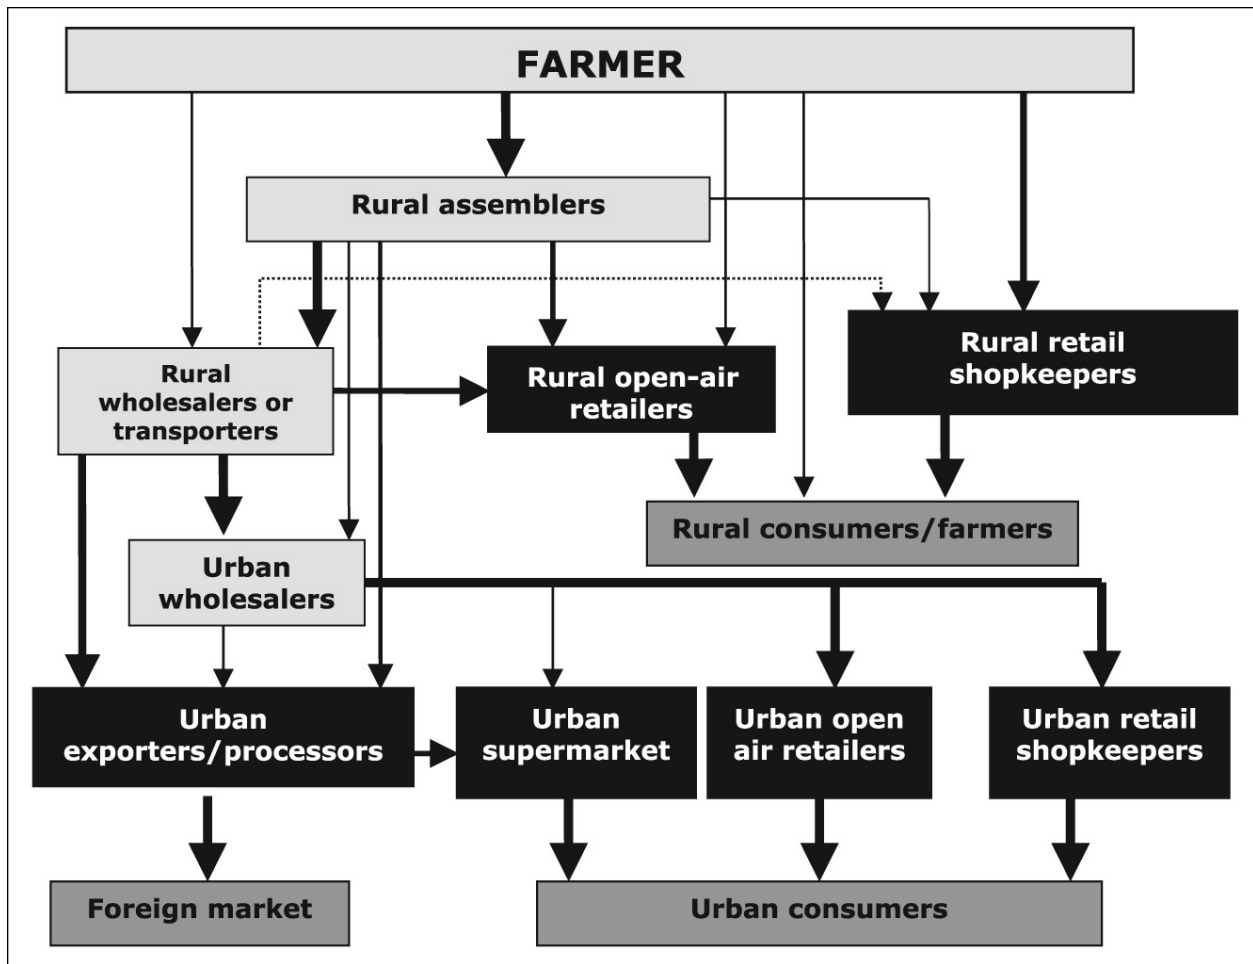 FARMER
Rural assemblers
Rural
wholesalers or
transporters
Rural open-air
retailers
Rural retail
shopkeepers
Rural consumers/farmers
Urban
wholesalers
Urban
exporters/processors
Urban
supermarket
Urban open
air retailers
Urban retail
shopkeepers
Foreign market
Urban consumers